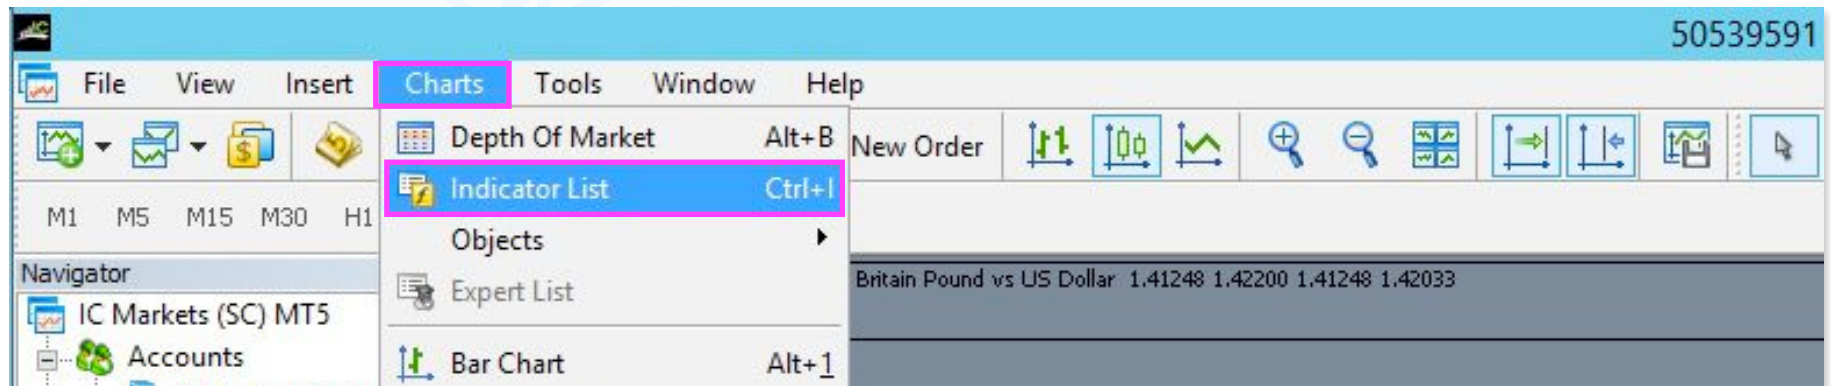 50539591
File View Insert Charts Tools Window Help
Depth Of Market Alt+B New Order
Indicator List Ctrl+I
M1 M5 M15 M30 H1
Objects
Navigator
Expert List
Britain Pound vs US Dollar 1.41248 1.42200 1.41248 1.42033
IC Markets (SC) MT5
Accounts
Bar Chart Alt+1